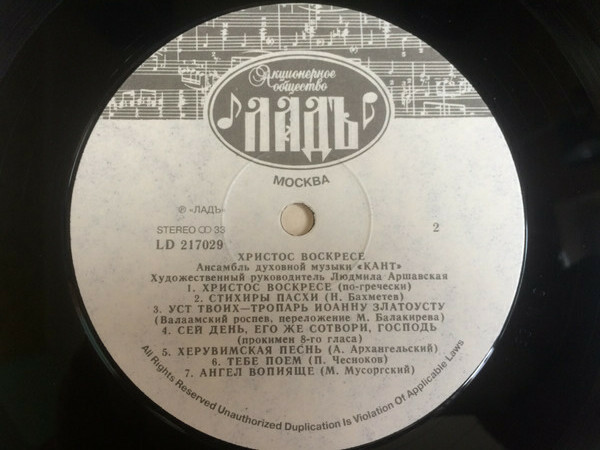 Акционерное
общество
ЛАДЪ
МОСКВА
℗ «ЛАДЪ»
STEREO 33
LD 217029
2
ХРИСТОС ВОСКРЕСЕ
Ансамбль духовной музыки «КАНТ»
Художественный руководитель Людмила Аршавская
1. ХРИСТОС ВОСКРЕСЕ (по-гречески)
2. СТИХИРЫ ПАСХИ (Н. Бахметев)
3. УСТ ТВОИХ—ТРОПАРЬ ИОАННУ ЗЛАТОУСТУ
(Валаамский роспев, переложение М. Балакирева)
4. СЕЙ ДЕНЬ, ЕГО ЖЕ СОТВОРИ, ГОСПОДЬ
(прокимен 8-го гласа)
5. ХЕРУВИМСКАЯ ПЕСНЬ (А. Архангельский)
6. ТЕБЕ ПОЕМ (П. Чесноков)
7. АНГЕЛ ВОПИЯЩЕ (М. Мусоргский)
All Rights Reserved Unauthorized Duplication Is Violation Of Applicable Laws